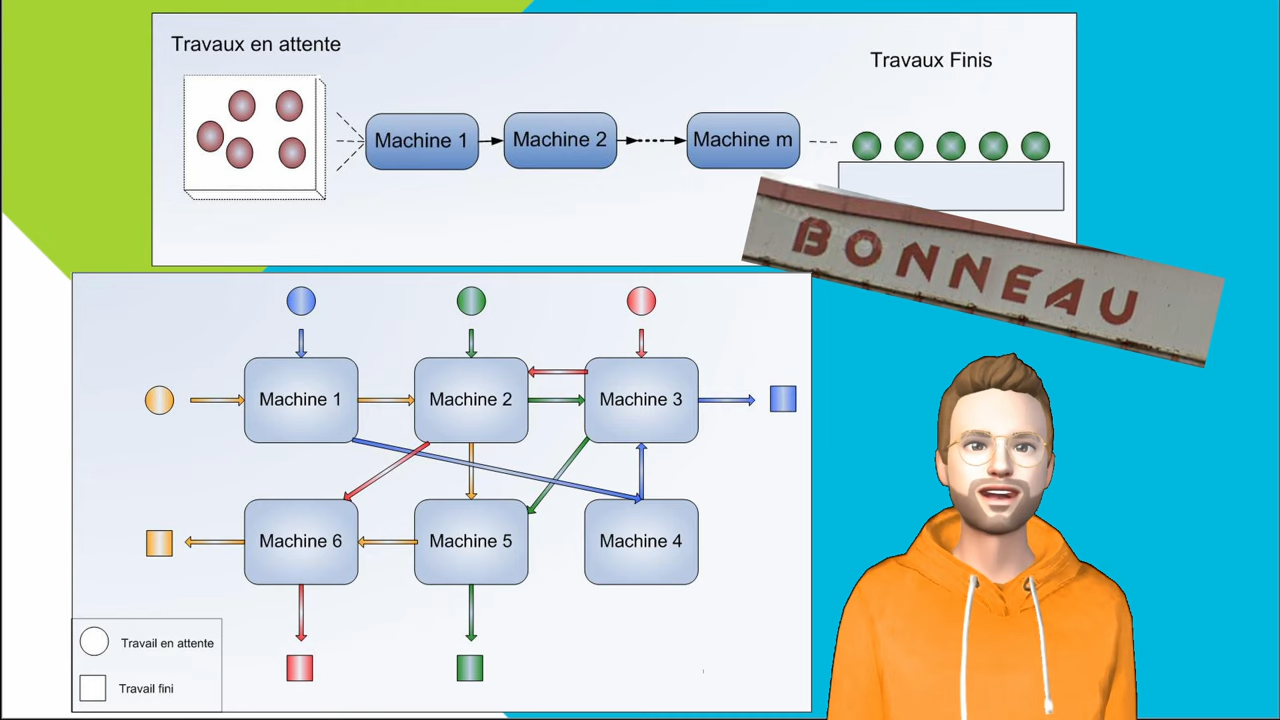 Travaux en attente
Travaux Finis
Machine 1
Machine 2
Machine m
BONNEAU
Machine 1
Machine 2
Machine 3
Machine 6
Machine 5
Machine 4
Travail en attente
Travail fini